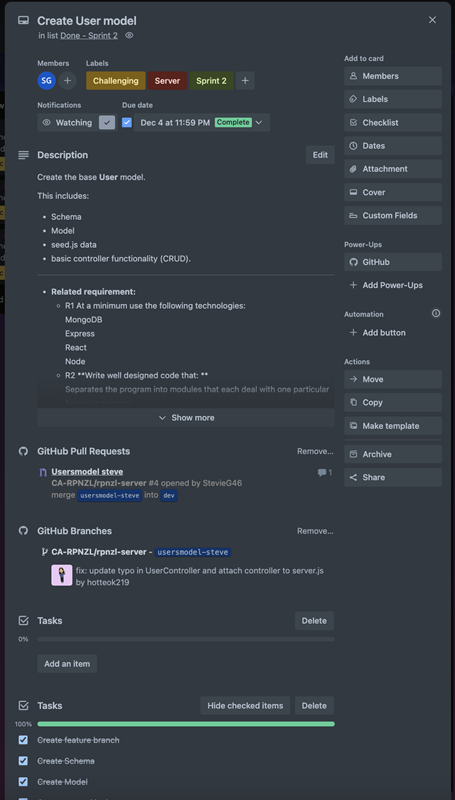 Create User model
in list Done - Sprint 2
Members
Labels
SG
Challenging
Server
Sprint 2
Notifications
Due date
Watching
Dec 4 at 11:59 PM Complete
Description
Edit
Create the base User model.
This includes:
• Schema
• Model
• seed.js data
• basic controller functionality (CRUD).
• Related requirement:
R1 At a minimum use the following technologies:
MongoDB
Express
React
Node
R2 **Write well designed code that: **
Separates the program into modules that each deal with one particular
Show more
GitHub Pull Requests
Remove...
Usersmodel steve
1
CA-RPNZL/rpnzl-server #4 opened by StevieG46
merge usersmodel-steve into dev
GitHub Branches
Remove...
CA-RPNZL/rpnzl-server - usersmodel-steve
fix: update typo in UserController and attach controller to server.js
by hotteok219
Tasks
Delete
0%
Add an item
Tasks
Hide checked items
Delete
100%
Create feature branch
Create Schema
Create Model
Add to card
Members
Labels
Checklist
Dates
Attachment
Cover
Custom Fields
Power-Ups
GitHub
+ Add Power-Ups
Automation
+ Add button
Actions
Move
Copy
Make template
Archive
Share